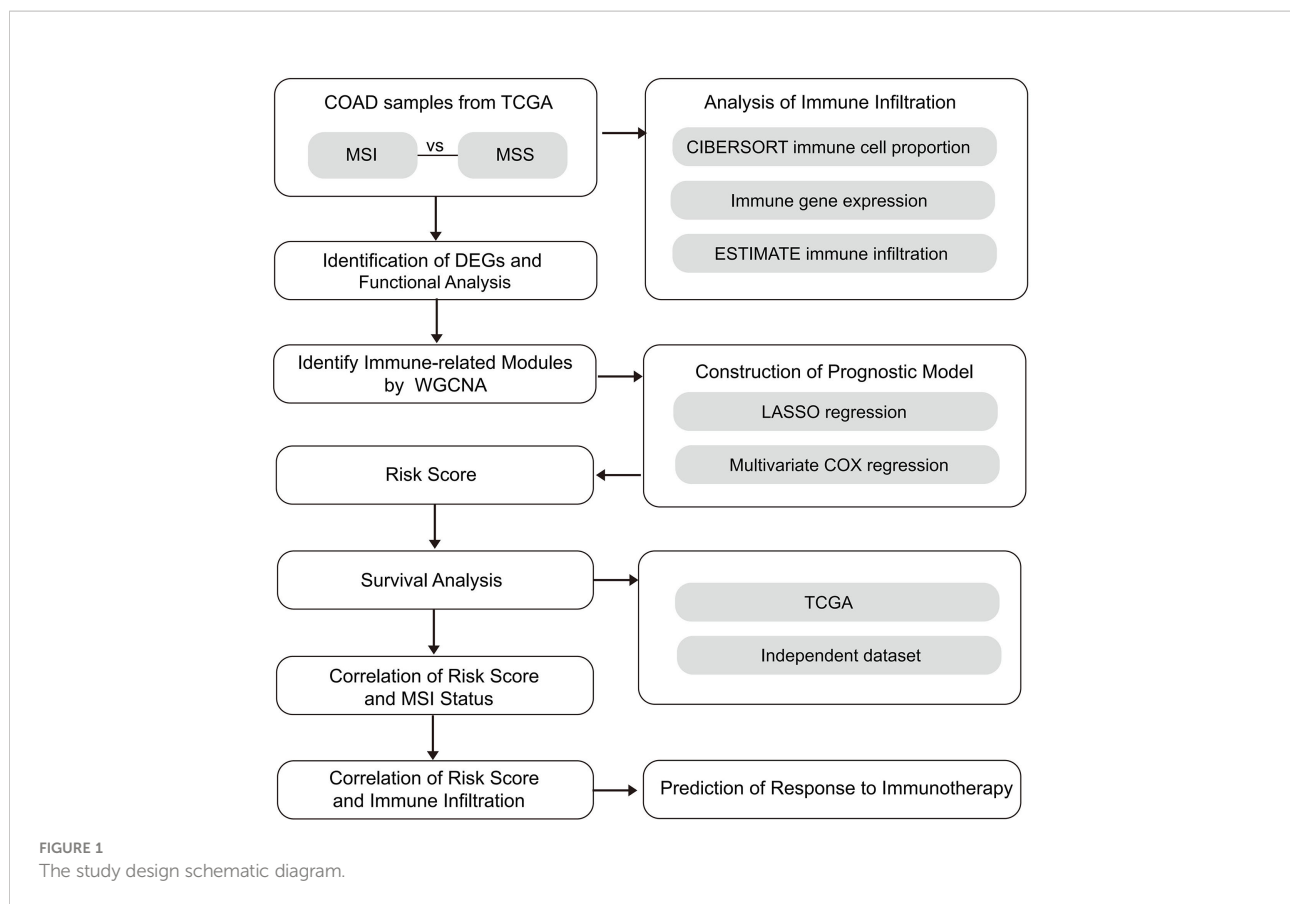 COAD samples from TCGA
MSI
vs
MSS
Analysis of Immune Infiltration
CIBERSORT immune cell proportion
Immune gene expression
ESTIMATE immune infiltration
Identification of DEGs and
Functional Analysis
Identify Immune-related Modules
by WGCNA
Construction of Prognostic Model
LASSO regression
Multivariate COX regression
Risk Score
Survival Analysis
TCGA
Independent dataset
Correlation of Risk Score
and MSI Status
Correlation of Risk Score
and Immune Infiltration
Prediction of Response to Immunotherapy
FIGURE 1
The study design schematic diagram.